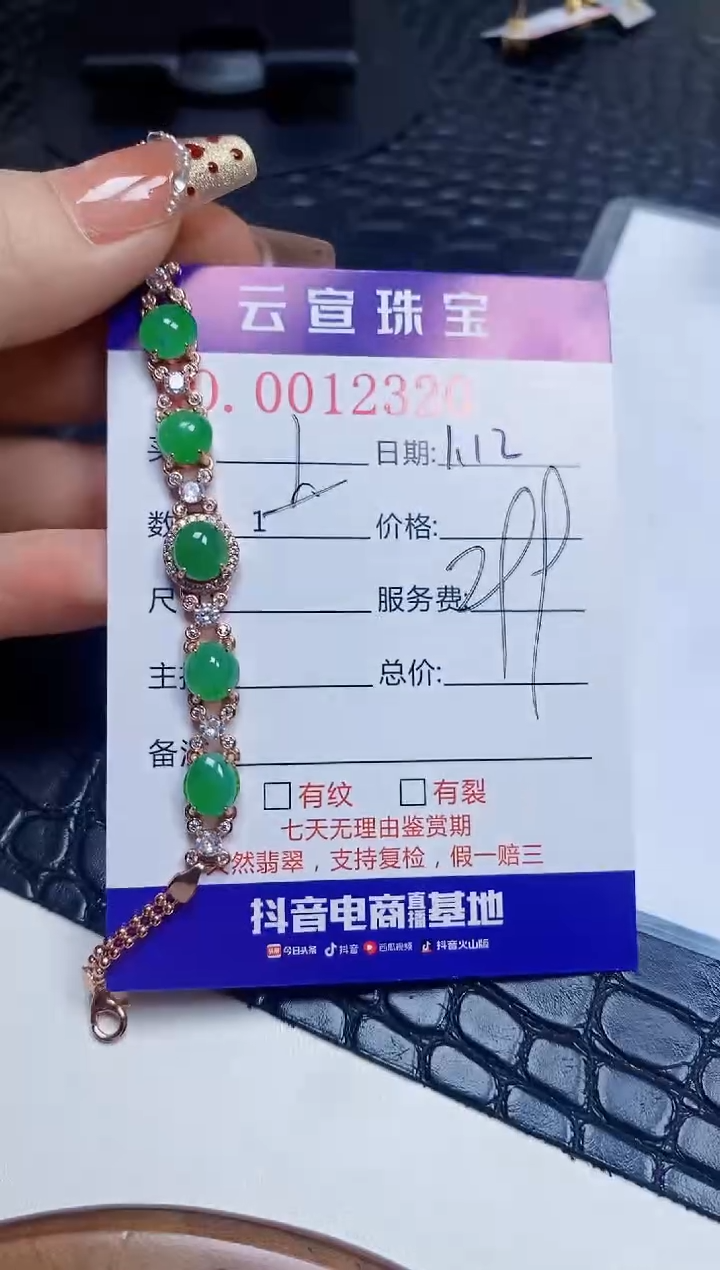 云宣珠宝
0.0012320
日期: 1.12
数 1
价格:
尺
服务费: 299
主
总价:
备
□有纹 □有裂
七天无理由鉴赏期
然翡翠，支持复检，假一赔三
抖音电商直播基地
今日头条 抖音 西瓜视频 抖音火山版